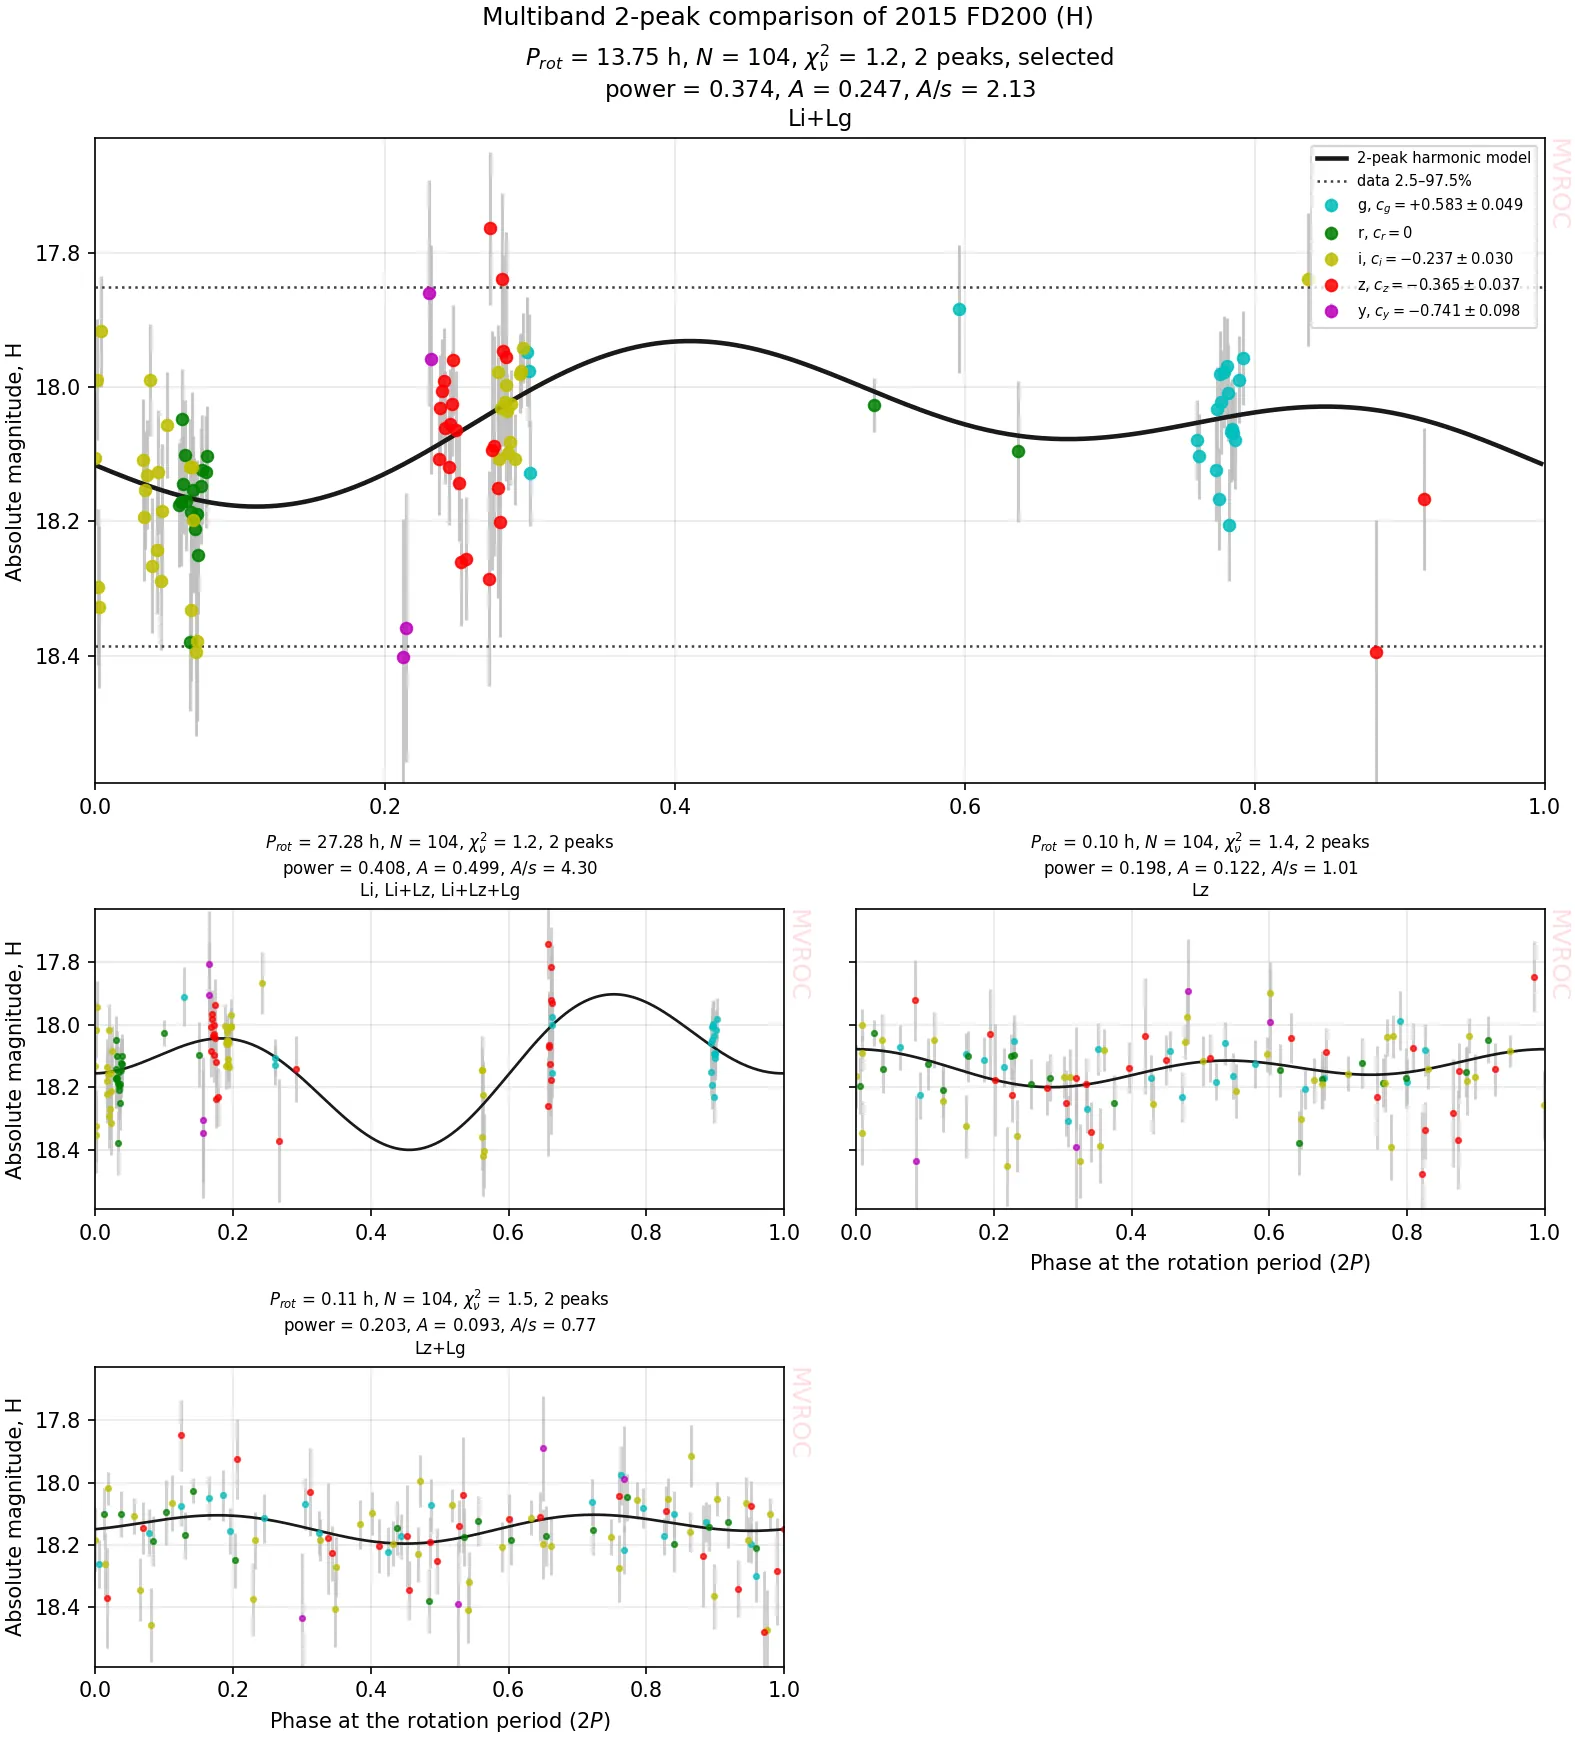 Multiband 2-peak comparison of 2015 FD200 (H)
P_rot = 13.75 h, N = 104, χ²_ν = 1.2, 2 peaks, selected
power = 0.374, A = 0.247, A/s = 2.13
Li+Lg
2-peak harmonic model
data 2.5–97.5%
g, c_g = +0.583 ± 0.049
r, c_r = 0
i, c_i = −0.237 ± 0.030
z, c_z = −0.365 ± 0.037
y, c_y = −0.741 ± 0.098
MVROC
Absolute magnitude, H
17.8
18.0
18.2
18.4
0.0 0.2 0.4 0.6 0.8 1.0
P_rot = 27.28 h, N = 104, χ²_ν = 1.2, 2 peaks
power = 0.408, A = 0.499, A/s = 4.30
Li, Li+Lz, Li+Lz+Lg
MVROC
Absolute magnitude, H
17.8
18.0
18.2
18.4
0.0 0.2 0.4 0.6 0.8 1.0
P_rot = 0.10 h, N = 104, χ²_ν = 1.4, 2 peaks
power = 0.198, A = 0.122, A/s = 1.01
Lz
MVROC
0.0 0.2 0.4 0.6 0.8 1.0
Phase at the rotation period (2P)
P_rot = 0.11 h, N = 104, χ²_ν = 1.5, 2 peaks
power = 0.203, A = 0.093, A/s = 0.77
Lz+Lg
MVROC
Absolute magnitude, H
17.8
18.0
18.2
18.4
0.0 0.2 0.4 0.6 0.8 1.0
Phase at the rotation period (2P)